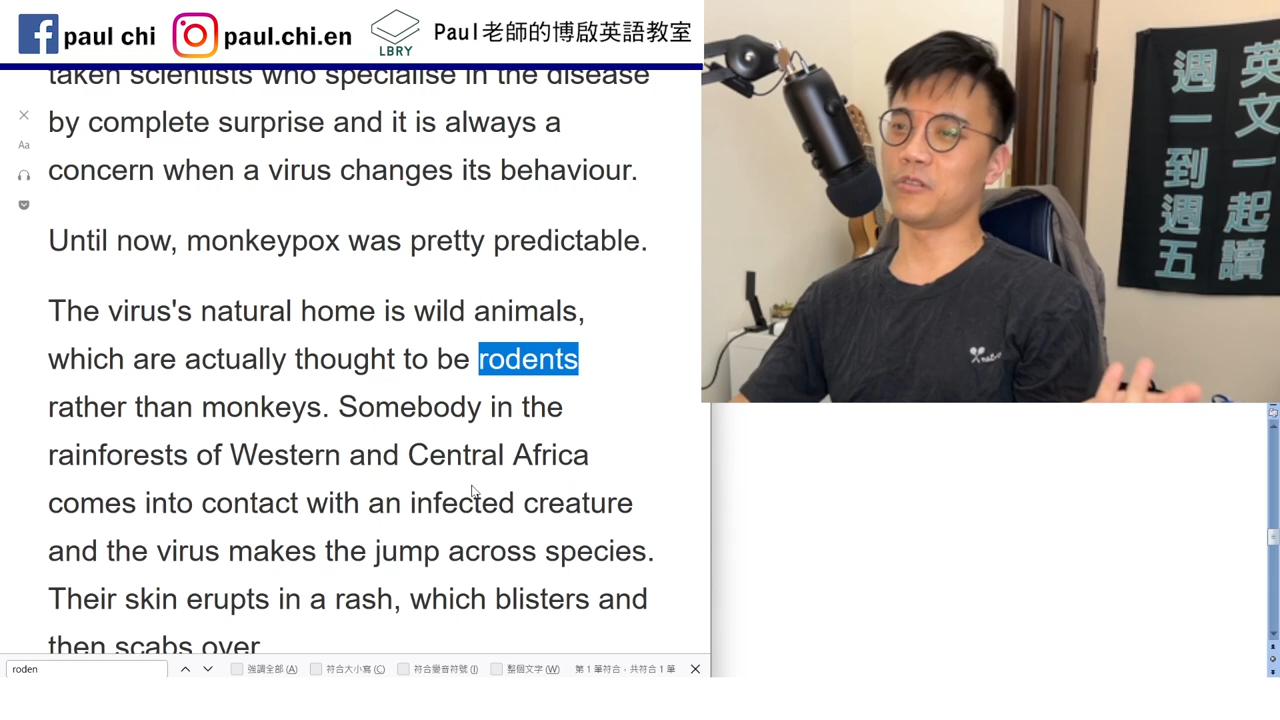 paul chi
paul.chi.en
LBRY
Paul老師的博啟英語教室
taken scientists who specialise in the disease
by complete surprise and it is always a
concern when a virus changes its behaviour.
Until now, monkeypox was pretty predictable.
The virus's natural home is wild animals,
which are actually thought to be rodents
rather than monkeys. Somebody in the
rainforests of Western and Central Africa
comes into contact with an infected creature
and the virus makes the jump across species.
Their skin erupts in a rash, which blisters and
then scabs over
Aa
roden
強調全部 (A)
符合大小寫 (C)
符合變音符號 (I)
整個文字 (W)
第 1 筆符合，共符合 1 筆
英文一起讀
週一到週五